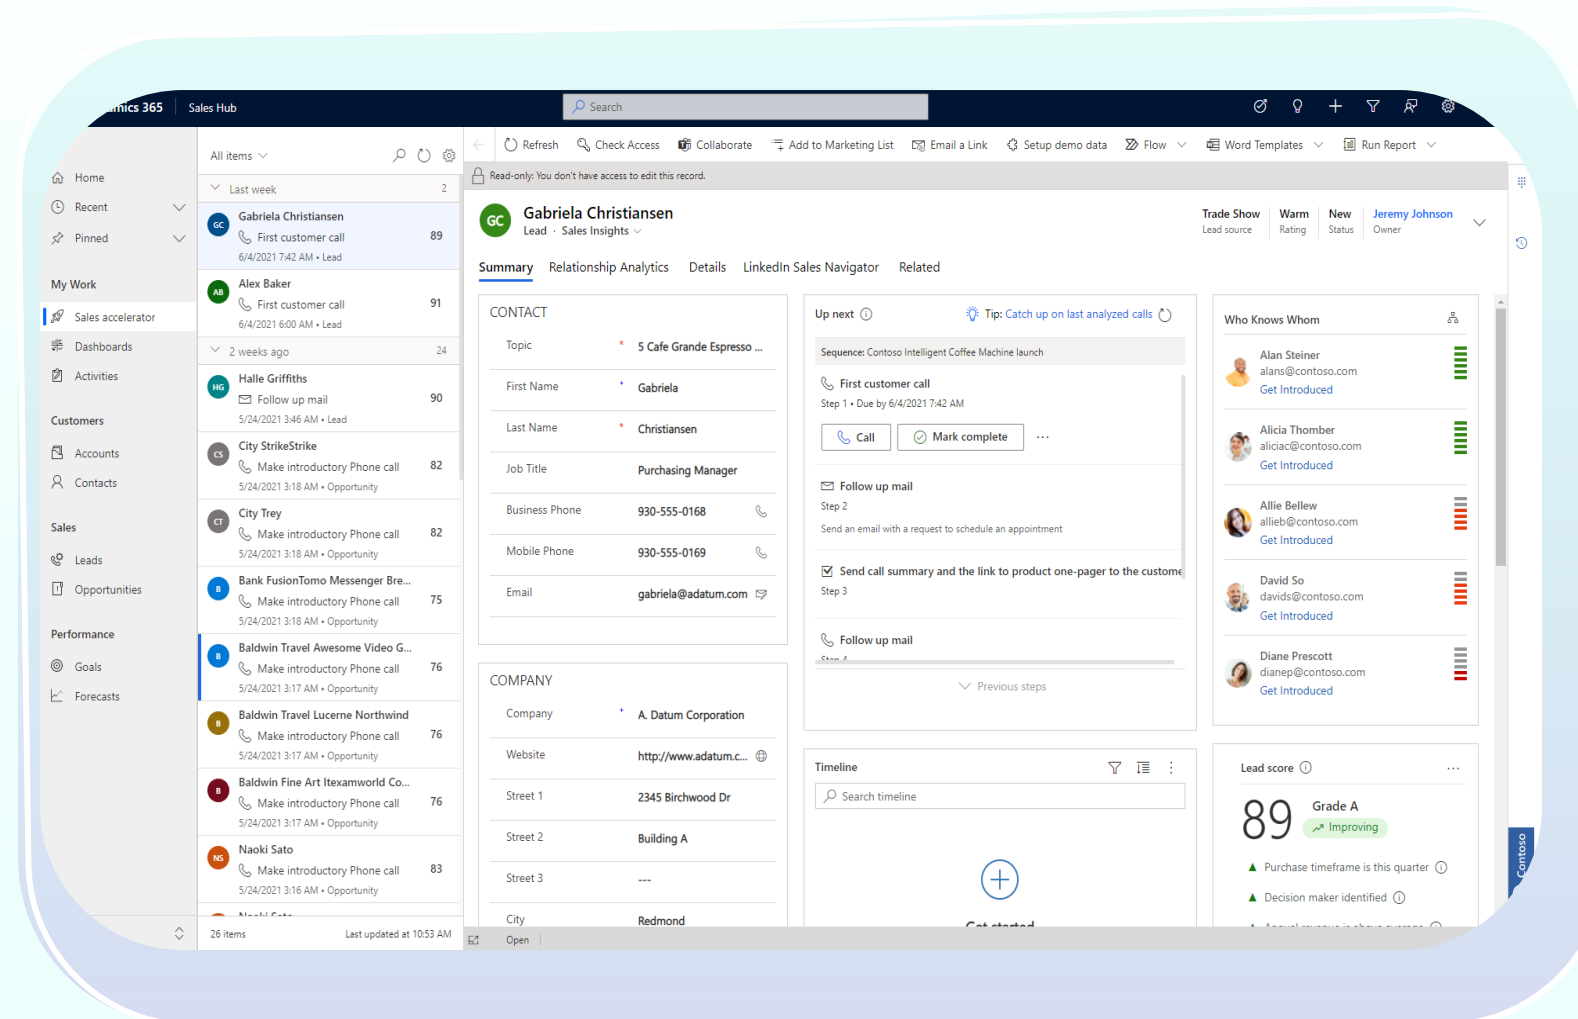 mics 365 Sales Hub
Search
All items
Refresh Check Access Collaborate Add to Marketing List Email a Link Setup demo data Flow Word Templates Run Report
Read-only: You don't have access to edit this record.
Home
Recent
Pinned
My Work
Sales accelerator
Dashboards
Activities
Customers
Accounts
Contacts
Sales
Leads
Opportunities
Performance
Goals
Forecasts
Last week 2
GC Gabriela Christiansen
First customer call 89
6/4/2021 7:42 AM • Lead
AB Alex Baker
First customer call 91
6/4/2021 6:00 AM • Lead
2 weeks ago 24
HG Halle Griffiths
Follow up mail 90
5/24/2021 3:46 AM • Lead
CS City StrikeStrike
Make introductory Phone call 82
5/24/2021 3:18 AM • Opportunity
CT City Trey
Make introductory Phone call 82
5/24/2021 3:18 AM • Opportunity
B Bank FusionTomo Messenger Bre...
Make introductory Phone call 75
5/24/2021 3:18 AM • Opportunity
B Baldwin Travel Awesome Video G...
Make introductory Phone call 76
5/24/2021 3:17 AM • Opportunity
B Baldwin Travel Lucerne Northwind
Make introductory Phone call 76
5/24/2021 3:17 AM • Opportunity
B Baldwin Fine Art Itexamworld Co...
Make introductory Phone call 76
5/24/2021 3:17 AM • Opportunity
NS Naoki Sato
Make introductory Phone call 83
5/24/2021 3:16 AM • Opportunity
Naoki Sato
26 items Last updated at 10:53 AM
GC Gabriela Christiansen
Lead · Sales Insights
Trade Show Warm New Jeremy Johnson
Lead source Rating Status Owner
Summary Relationship Analytics Details LinkedIn Sales Navigator Related
CONTACT
Topic * 5 Cafe Grande Espresso ...
First Name + Gabriela
Last Name * Christiansen
Job Title Purchasing Manager
Business Phone 930-555-0168
Mobile Phone 930-555-0169
Email gabriela@adatum.com
COMPANY
Company + A. Datum Corporation
Website http://www.adatum.c...
Street 1 2345 Birchwood Dr
Street 2 Building A
Street 3 ---
City Redmond
Up next Tip: Catch up on last analyzed calls
Sequence: Contoso Intelligent Coffee Machine launch
First customer call
Step 1 • Due by 6/4/2021 7:42 AM
Call Mark complete ...
Follow up mail
Step 2
Send an email with a request to schedule an appointment
Send call summary and the link to product one-pager to the custome
Step 3
Follow up mail
Step 4
Previous steps
Timeline
Search timeline
Get started
Who Knows Whom
Alan Steiner
alans@contoso.com
Get Introduced
Alicia Thomber
aliciac@contoso.com
Get Introduced
Allie Bellew
allieb@contoso.com
Get Introduced
David So
davids@contoso.com
Get Introduced
Diane Prescott
dianep@contoso.com
Get Introduced
Lead score ...
89 Grade A
Improving
Purchase timeframe is this quarter
Decision maker identified
Annual revenue is above average
Contoso
Open